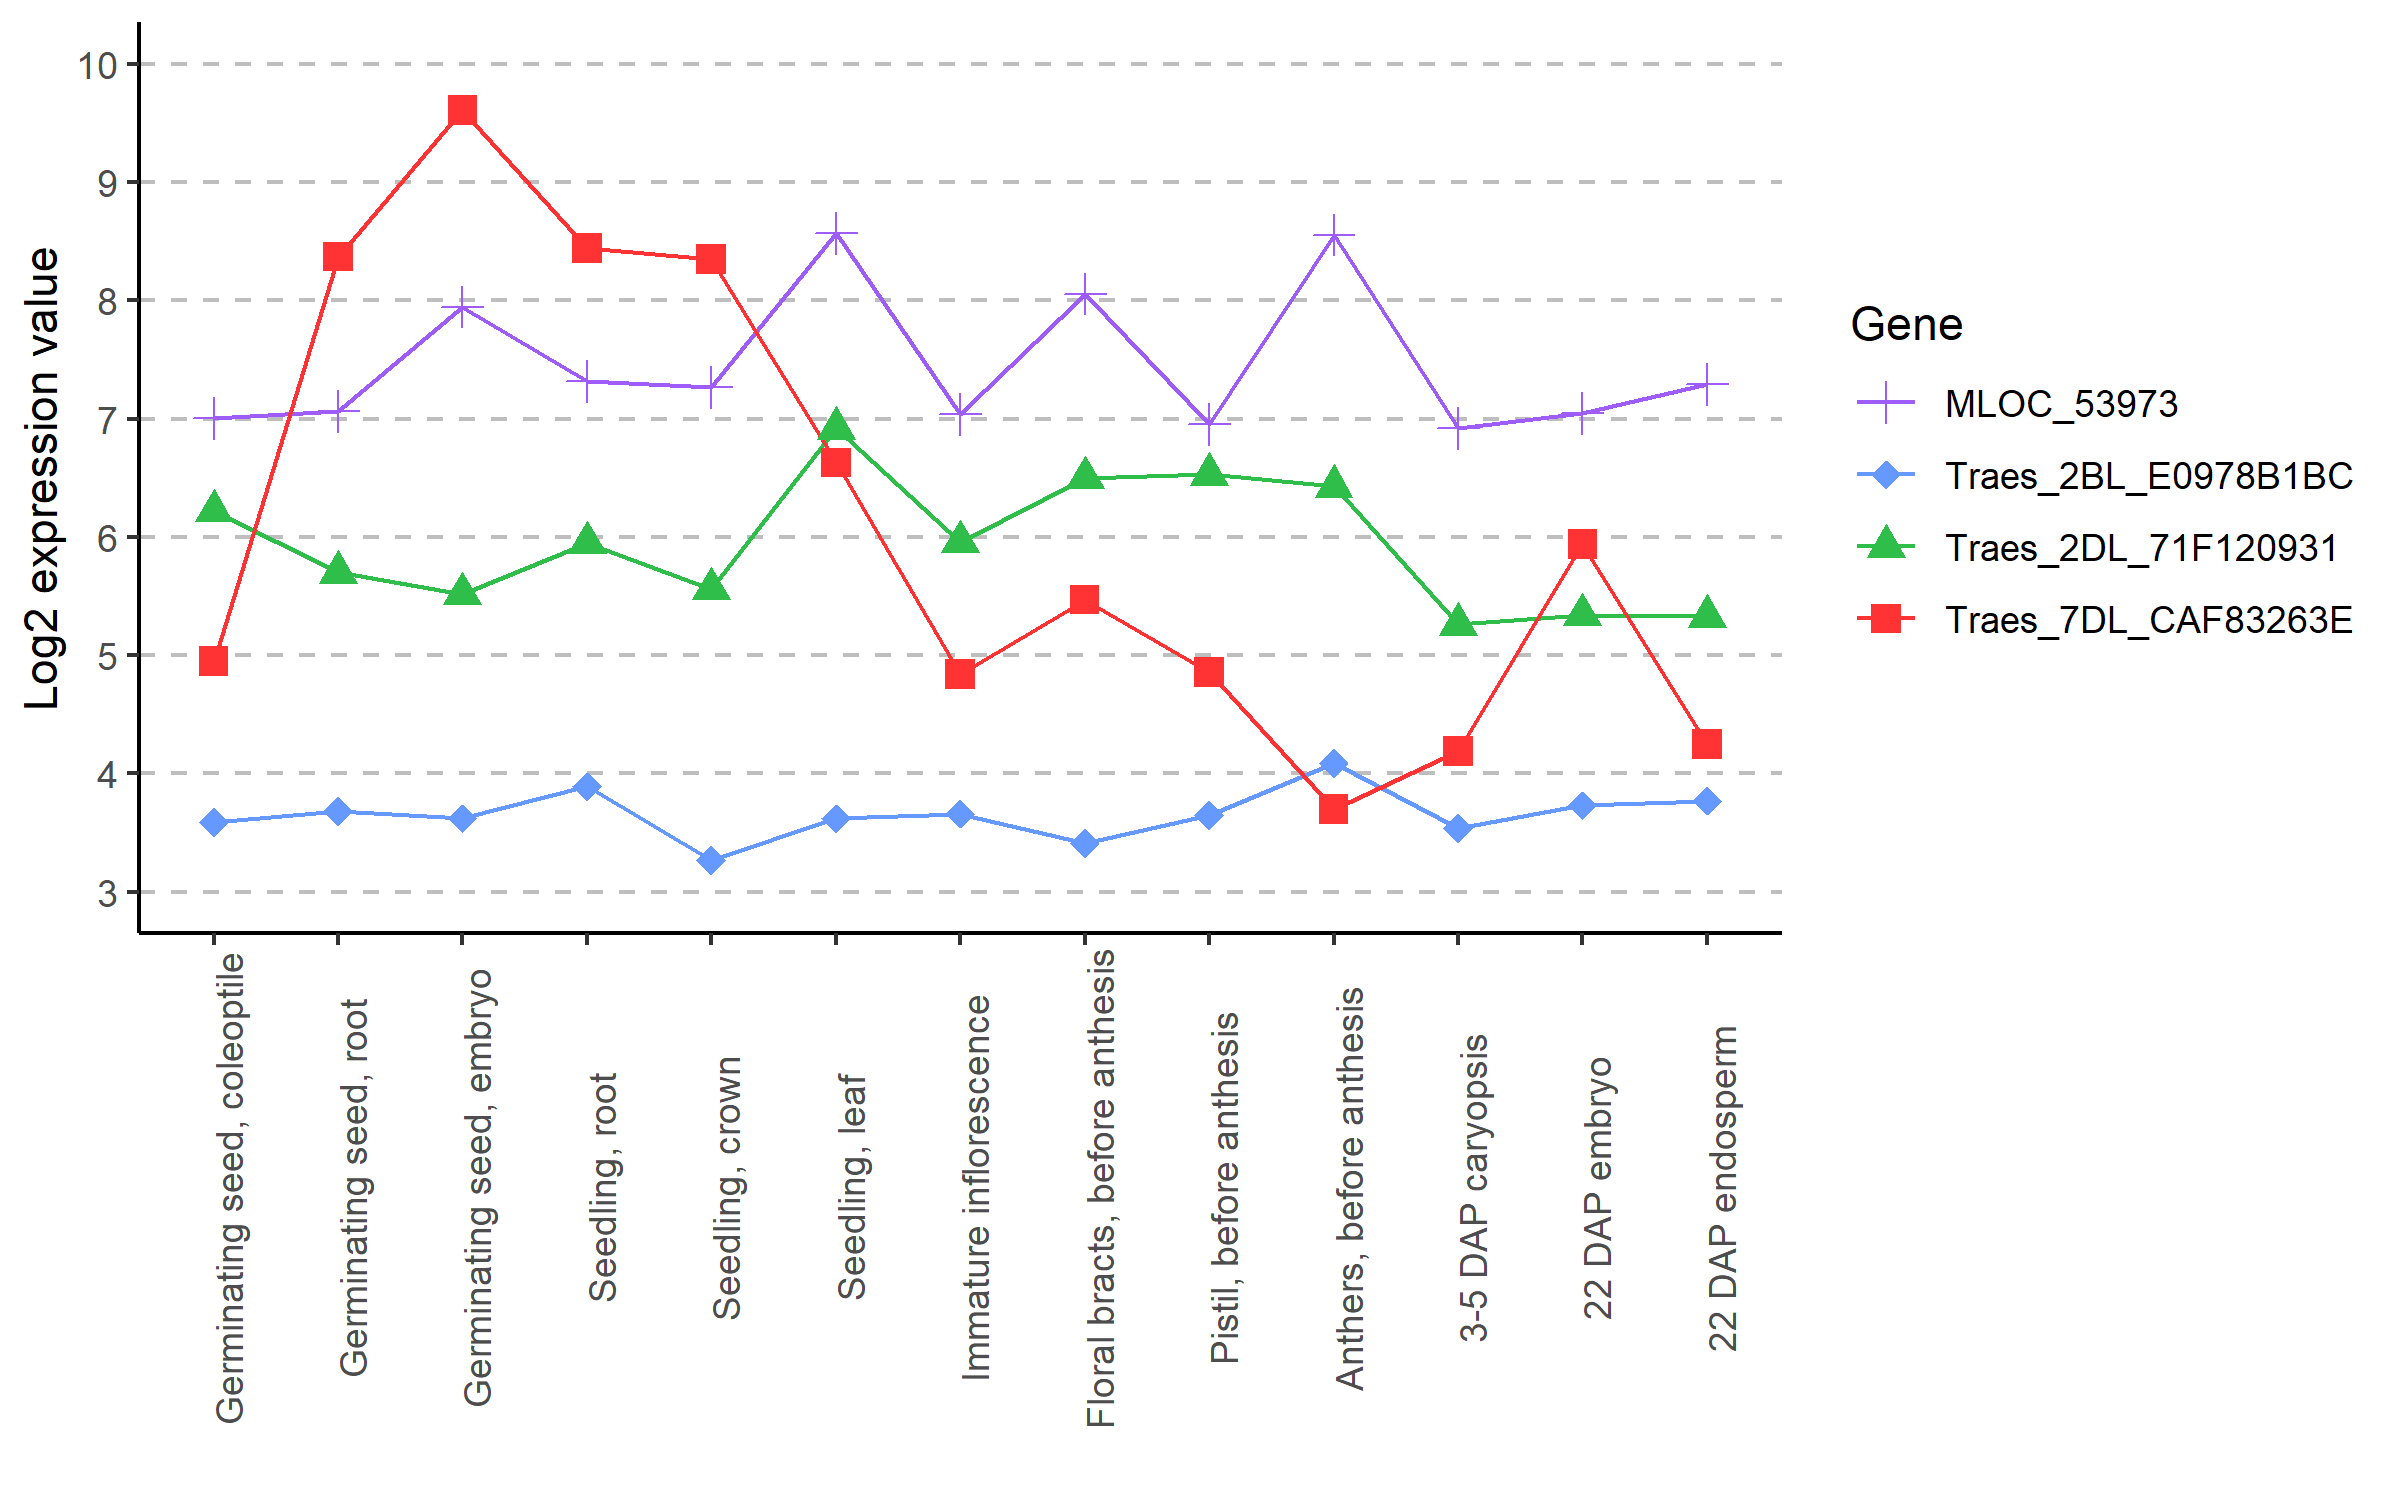 Log2 expression value
10
9
8
7
6
5
4
3
Germinating seed, coleoptile
Germinating seed, root
Germinating seed, embryo
Seedling, root
Seedling, crown
Seedling, leaf
Immature inflorescence
Floral bracts, before anthesis
Pistil, before anthesis
Anthers, before anthesis
3-5 DAP caryopsis
22 DAP embryo
22 DAP endosperm
Gene
MLOC_53973
Traes_2BL_E0978B1BC
Traes_2DL_71F120931
Traes_7DL_CAF83263E